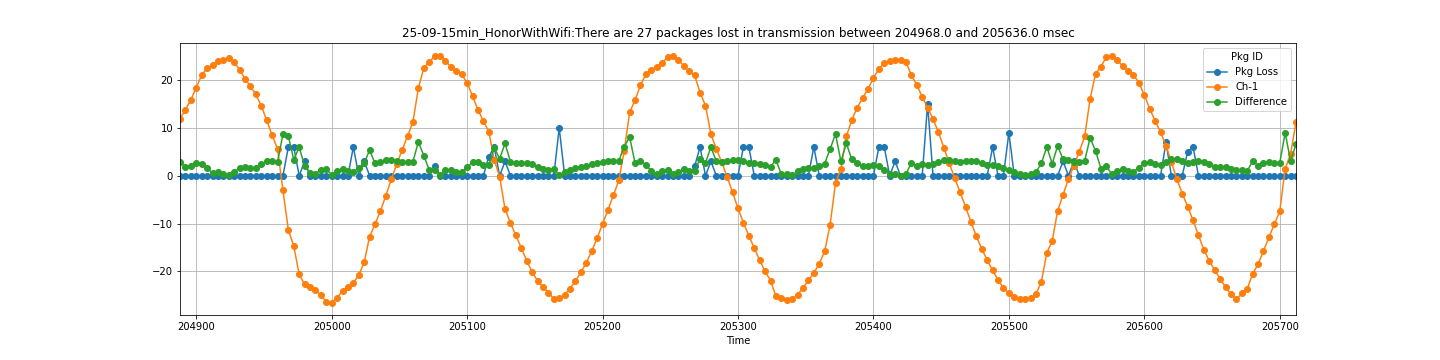 25-09-15min_HonorWithWifi:There are 27 packages lost in transmission between 204968.0 and 205636.0 msec
Pkg ID
Pkg Loss
Ch-1
Difference
20
10
0
−10
−20
204900 205000 205100 205200 205300 205400 205500 205600 205700
Time